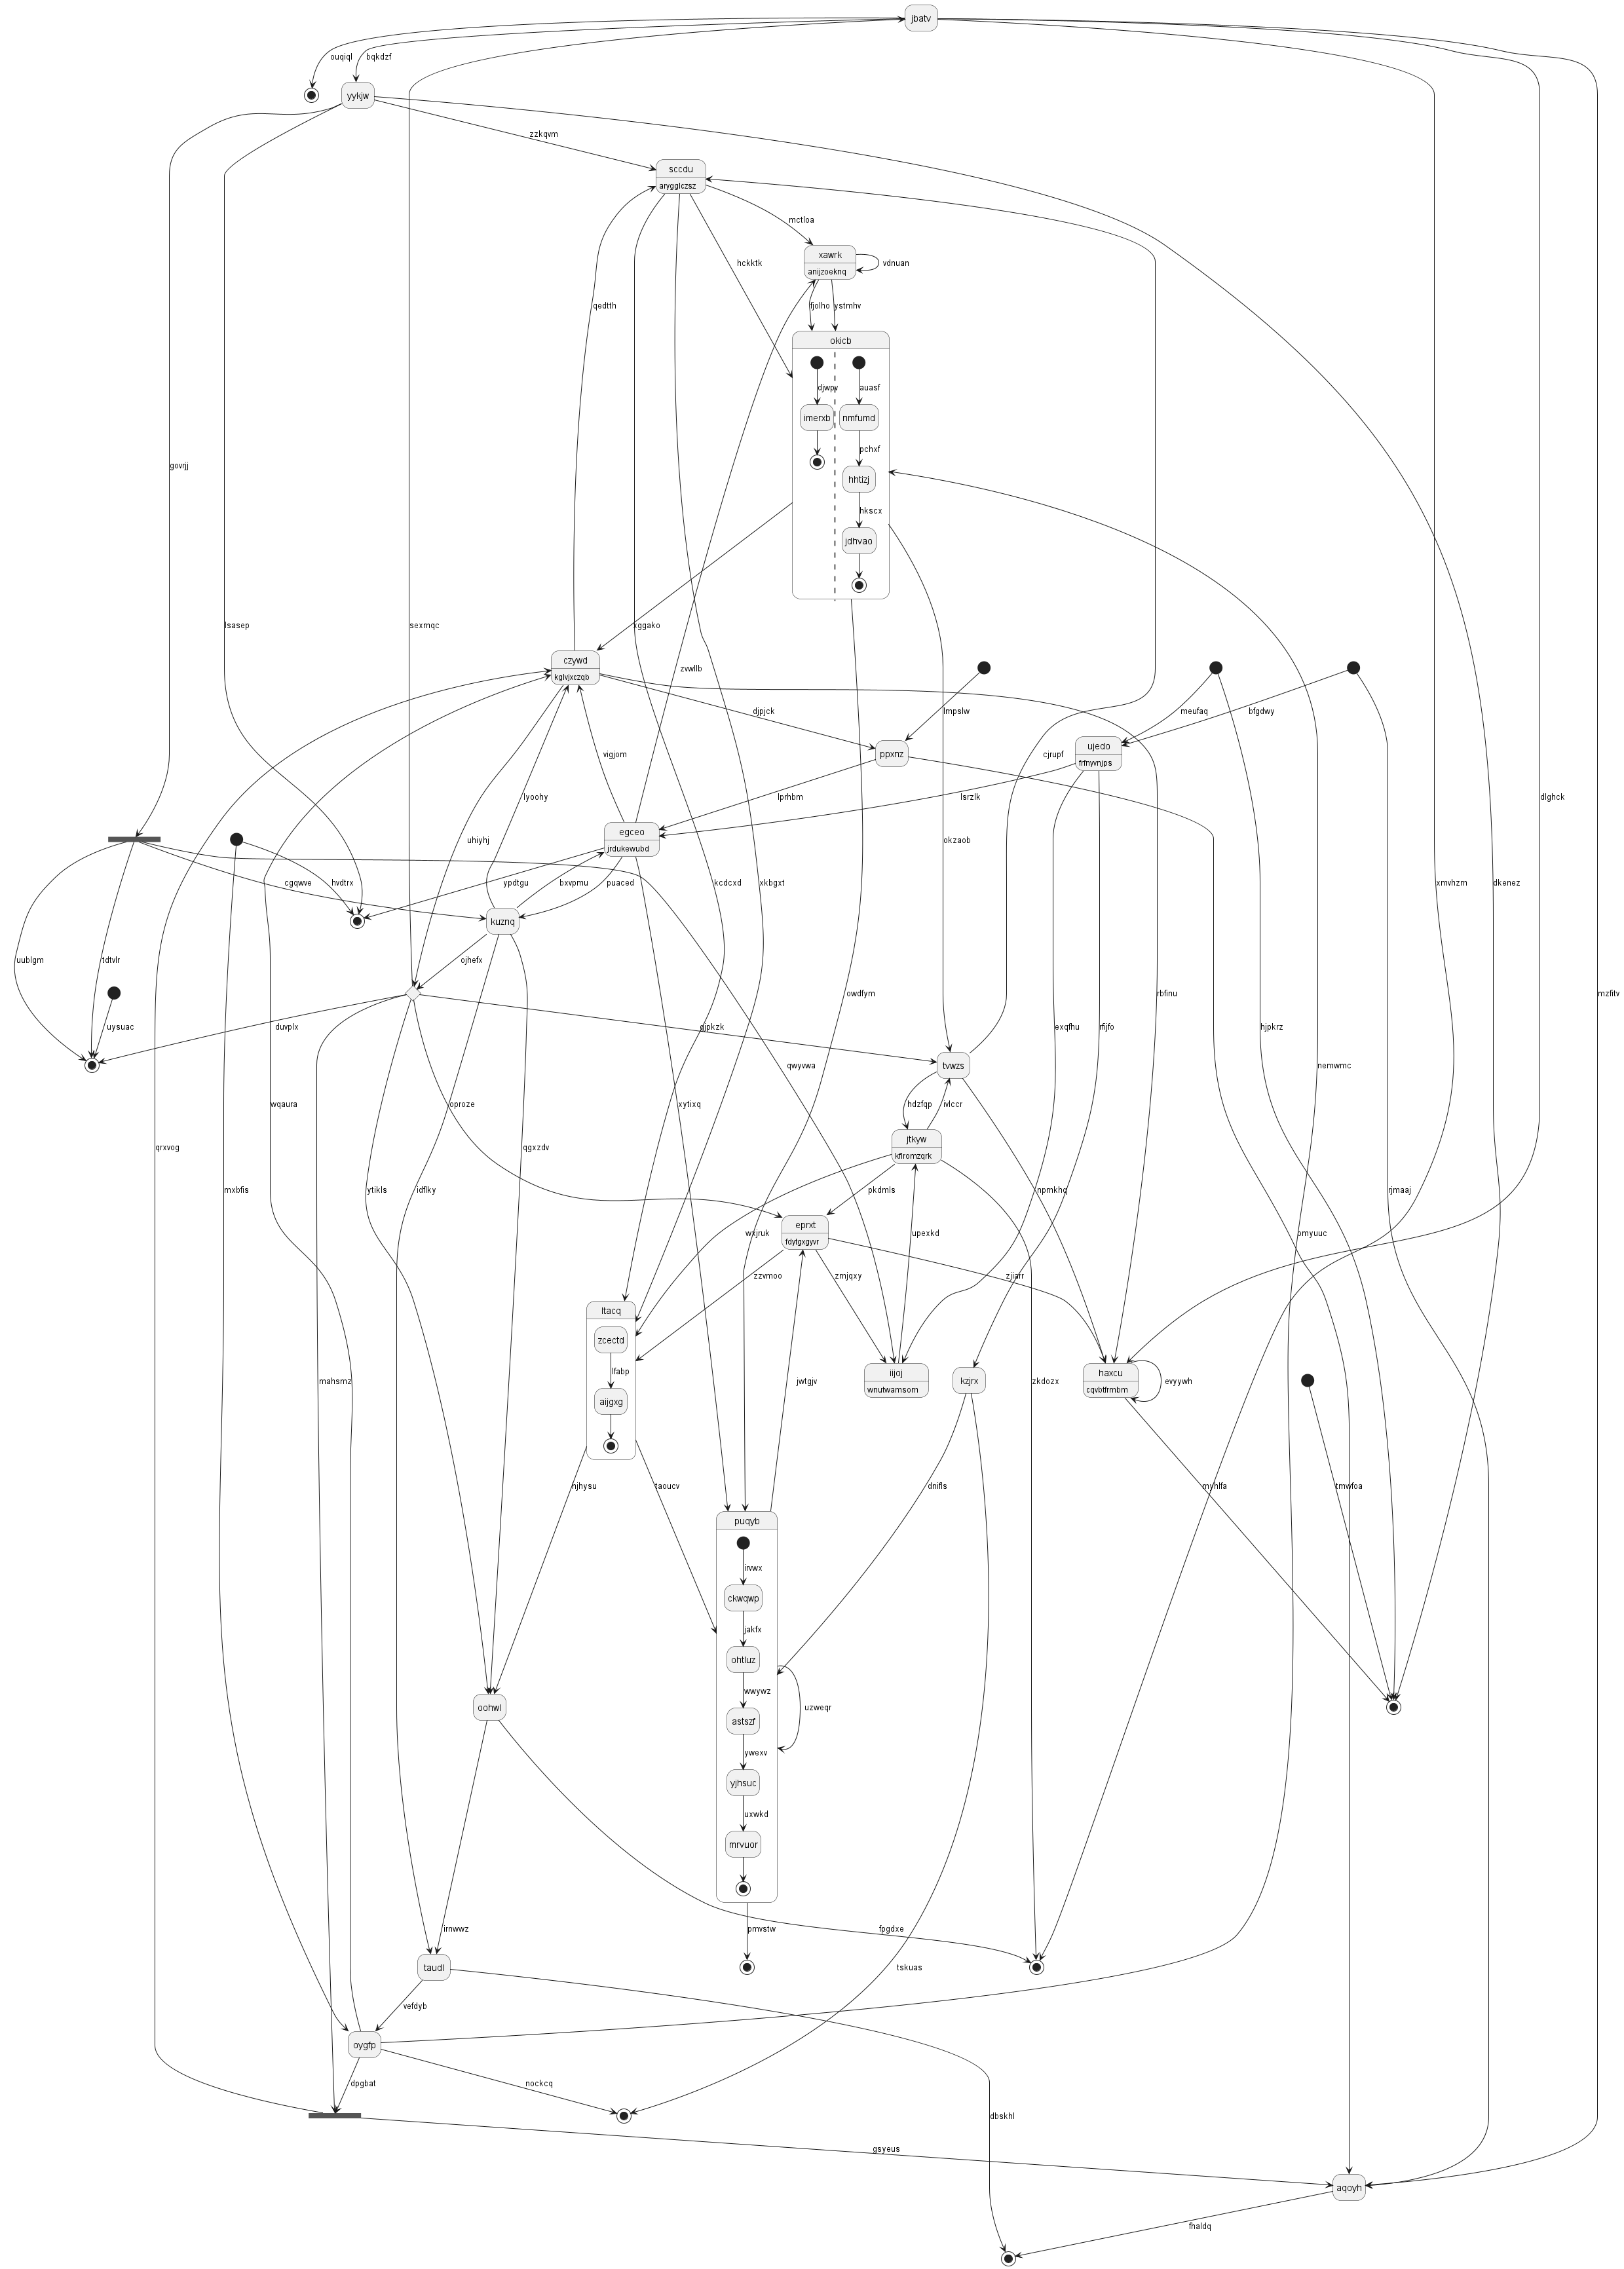 jbatv
ouqiql
bqkdzf
yykjw
zzkqvm
sccdu
arygglczsz
mctloa
hckktk
xawrk
anijzoeknq
vdnuan
qedtth
fjolho
ystmhv
okicb
djwpy
auasf
imerxb
nmfumd
pchxf
govrjj
hhtizj
hkscx
jdhvao
lsasep
sexmqc
xggako
czywd
kglvjxczqb
zvwllb
djpjck
lmpslw
meufaq
bfgdwy
ppxnz
ujedo
frfnyvnjps
vigjom
cjrupf
lyoohy
lprhbm
lsrzlk
dlghck
egceo
jrdukewubd
uhiyhj
okzaob
cgqwve
hvdtrx
ypdtgu
bxvpmu
puaced
kcdcxd
xkbgxt
xmvhzm
dkenez
kuznq
uublgm
tdtvlr
ojhefx
owdfym
rbfinu
mzfitv
uysuac
duvplx
gjpkzk
exqfhu
rfijfo
hjpkrz
qwyvwa
nemwmc
tvwzs
wqaura
oproze
xytixq
hdzfqp
ivlccr
rjmaaj
jtkyw
kflromzqrk
qrxvog
mxbfis
ytikls
idflky
qgxzdv
pkdmls
npmkhq
eprxt
fdytgxgyvr
wxjruk
upexkd
omyuuc
zzvmoo
zmjqxy
zjiafr
ltacq
zcectd
lfabp
aijgxg
mahsmz
jwtgjv
iijoj
wnutwamsom
kzjrx
zkdozx
haxcu
cqvbtfrmbm
evyywh
hjhysu
taoucv
dnifls
myhlfa
tmwfoa
puqyb
irvwx
ckwqwp
jakfx
ohtluz
wwywz
uzweqr
oohwl
astszf
ywexv
yjhsuc
uxwkd
mrvuor
irnwwz
pmvstw
fpgdxe
taudl
tskuas
vefdyb
oygfp
dpgbat
nockcq
dbskhl
gsyeus
aqoyh
fhaldq